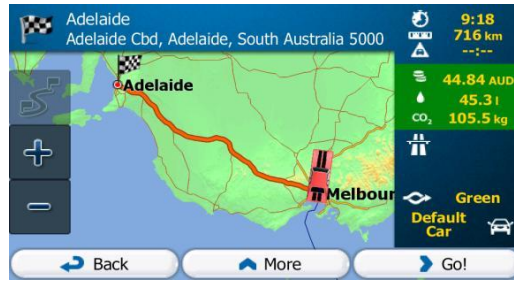 Adelaide
Adelaide Cbd, Adelaide, South Australia 5000
9:18
716 km
--:--
44.84 AUD
45.3 l
CO₂ 105.5 kg
Adelaide
Melbour
Green
Default
Car
Back
More
Go!